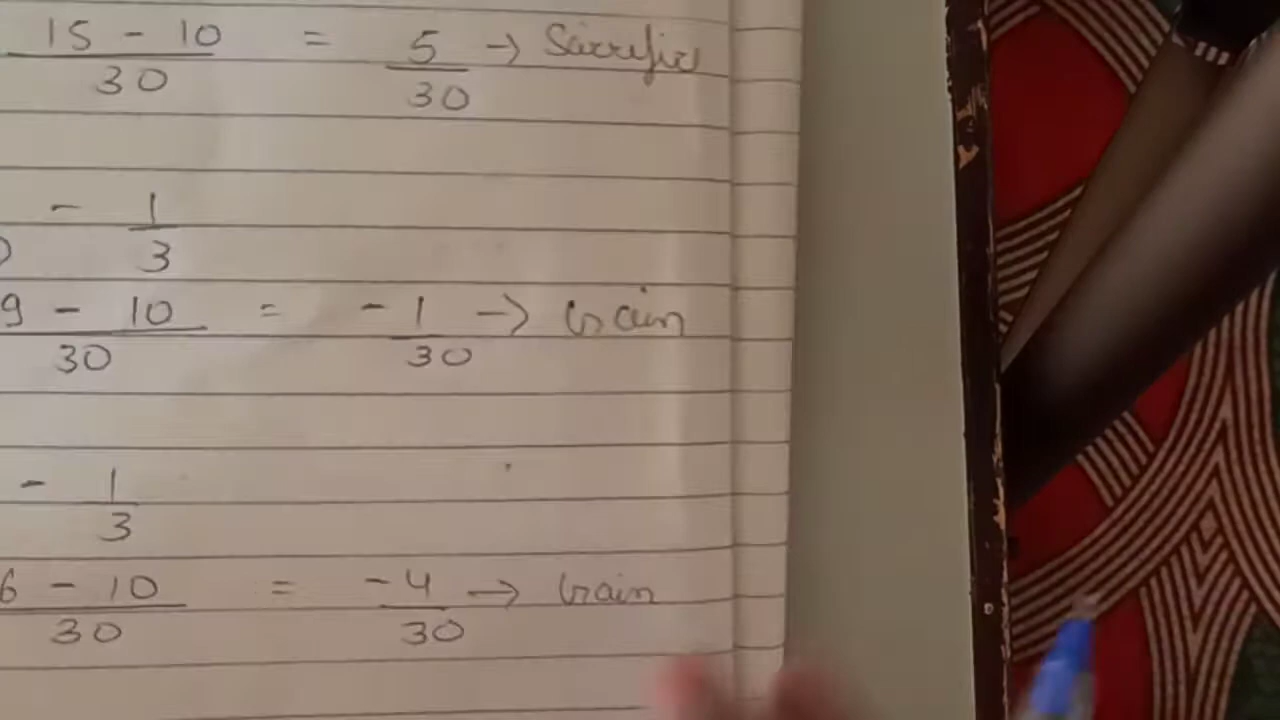 15 - 10 = 5 → Sacrifice
30 30
- 1
3
9 - 10 = - 1 → Gain
30 30
- 1
3
6 - 10 = - 4 → Gain
30 30